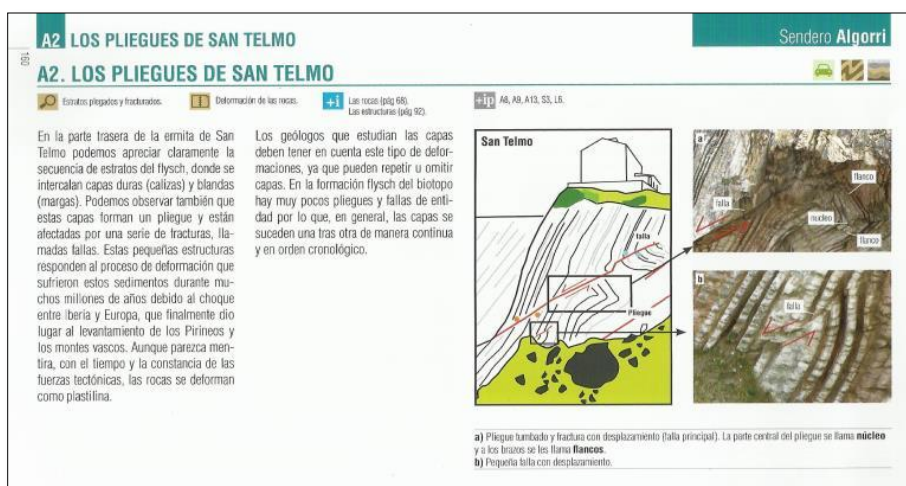 A2 LOS PLIEGUES DE SAN TELMO
Sendero Algorri
160
A2. LOS PLIEGUES DE SAN TELMO
Estratos plegados y fracturados.
Deformación de las rocas.
+i
Las rocas (pág 68).
Las estructuras (pág 92).
+ip
A8, A9, A13, S3, L6.
En la parte trasera de la ermita de San
Telmo podemos apreciar claramente la
secuencia de estratos del flysch, donde se
intercalan capas duras (calizas) y blandas
(margas). Podemos observar también que
estas capas forman un pliegue y están
afectadas por una serie de fracturas, lla-
madas fallas. Estas pequeñas estructuras
responden al proceso de deformación que
sufrieron estos sedimentos durante mu-
chos millones de años debido al choque
entre Iberia y Europa, que finalmente dio
lugar al levantamiento de los Pirineos y
los montes vascos. Aunque parezca men-
tira, con el tiempo y la constancia de las
fuerzas tectónicas, las rocas se deforman
como plastilina.
Los geólogos que estudian las capas
deben tener en cuenta este tipo de defor-
maciones, ya que pueden repetir u omitir
capas. En la formación flysch del biotopo
hay muy pocos pliegues y fallas de enti-
dad por lo que, en general, las capas se
suceden una tras otra de manera continua
y en orden cronológico.
San Telmo
falla
Pliegue
a
falla
flanco
núcleo
flanco
b
falla
a) Pliegue tumbado y fractura con desplazamiento (falla principal). La parte central del pliegue se llama núcleo
y a los brazos se les llama flancos.
b) Pequeña falla con desplazamiento.